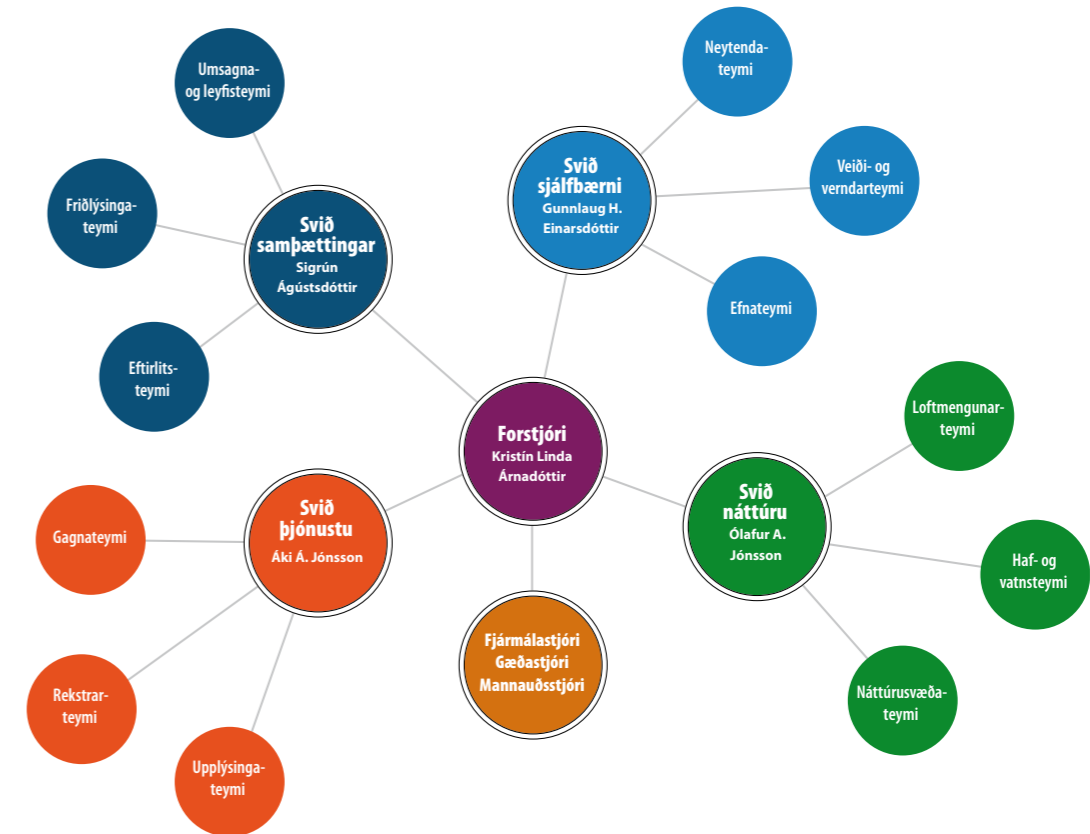 Umsagna-
og leyfisteymi
Friðlýsinga-
teymi
Eftirlits-
teymi
Svið
samþættingar
Sigrún
Ágústsdóttir
Neytenda-
teymi
Veiði- og
verndarteymi
Efnateymi
Svið
sjálfbærni
Gunnlaug H.
Einarsdóttir
Forstjóri
Kristín Linda
Árnadóttir
Svið
þjónustu
Áki Á. Jónsson
Gagnateymi
Rekstrar-
teymi
Upplýsinga-
teymi
Fjármálastjóri
Gæðastjóri
Mannauðsstjóri
Svið
náttúru
Ólafur A.
Jónsson
Loftmengunar-
teymi
Haf- og
vatnsteymi
Náttúrusvæða-
teymi